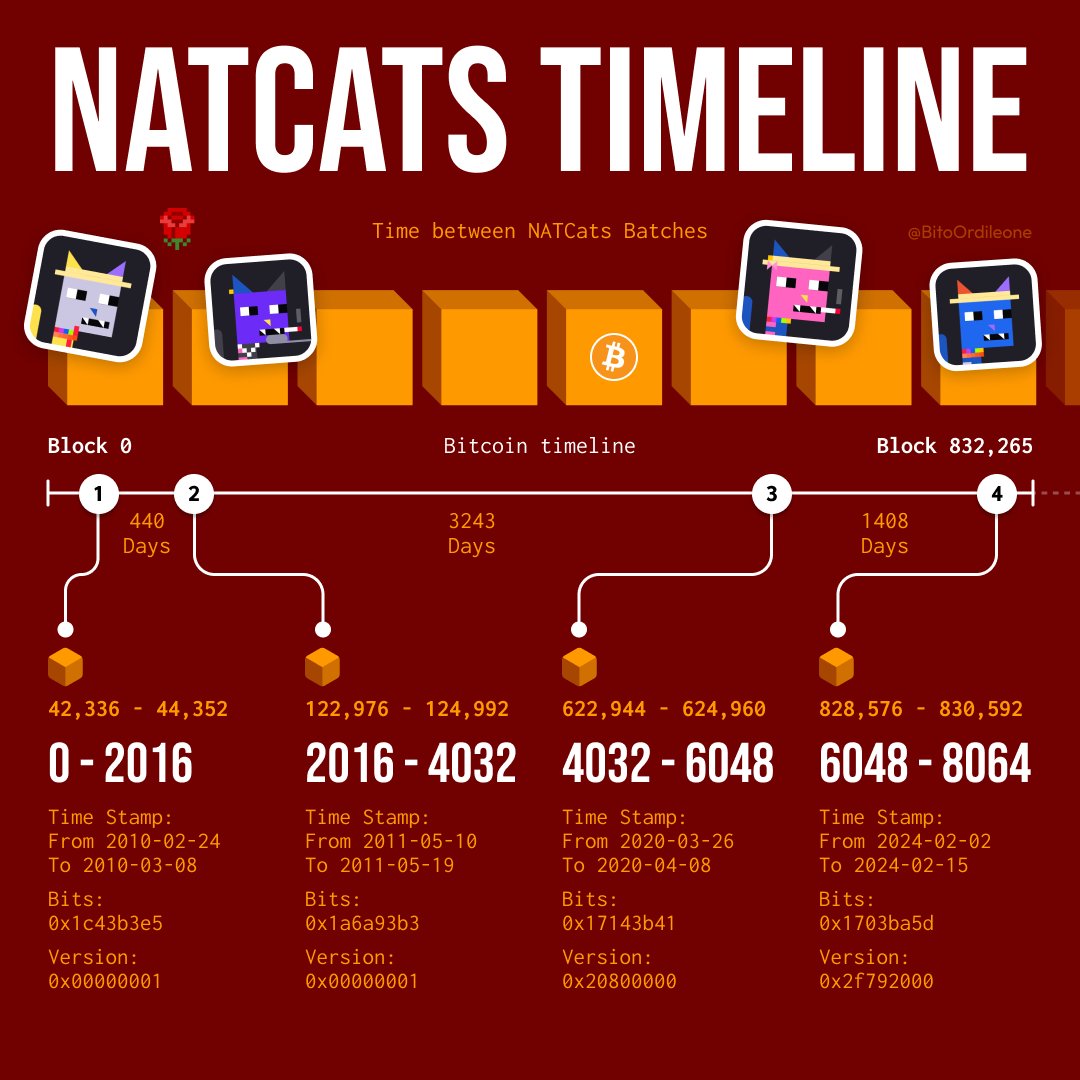 NATCATS TIMELINE
Time between NATCats Batches
@BitoOrdileone
Block 0
Bitcoin timeline
Block 832,265
1
2
3
4
440
Days
3243
Days
1408
Days
42,336 - 44,352
0 - 2016
Time Stamp:
From 2010-02-24
To 2010-03-08
Bits:
0x1c43b3e5
Version:
0x00000001
122,976 - 124,992
2016 - 4032
Time Stamp:
From 2011-05-10
To 2011-05-19
Bits:
0x1a6a93b3
Version:
0x00000001
622,944 - 624,960
4032 - 6048
Time Stamp:
From 2020-03-26
To 2020-04-08
Bits:
0x17143b41
Version:
0x20800000
828,576 - 830,592
6048 - 8064
Time Stamp:
From 2024-02-02
To 2024-02-15
Bits:
0x1703ba5d
Version:
0x2f792000